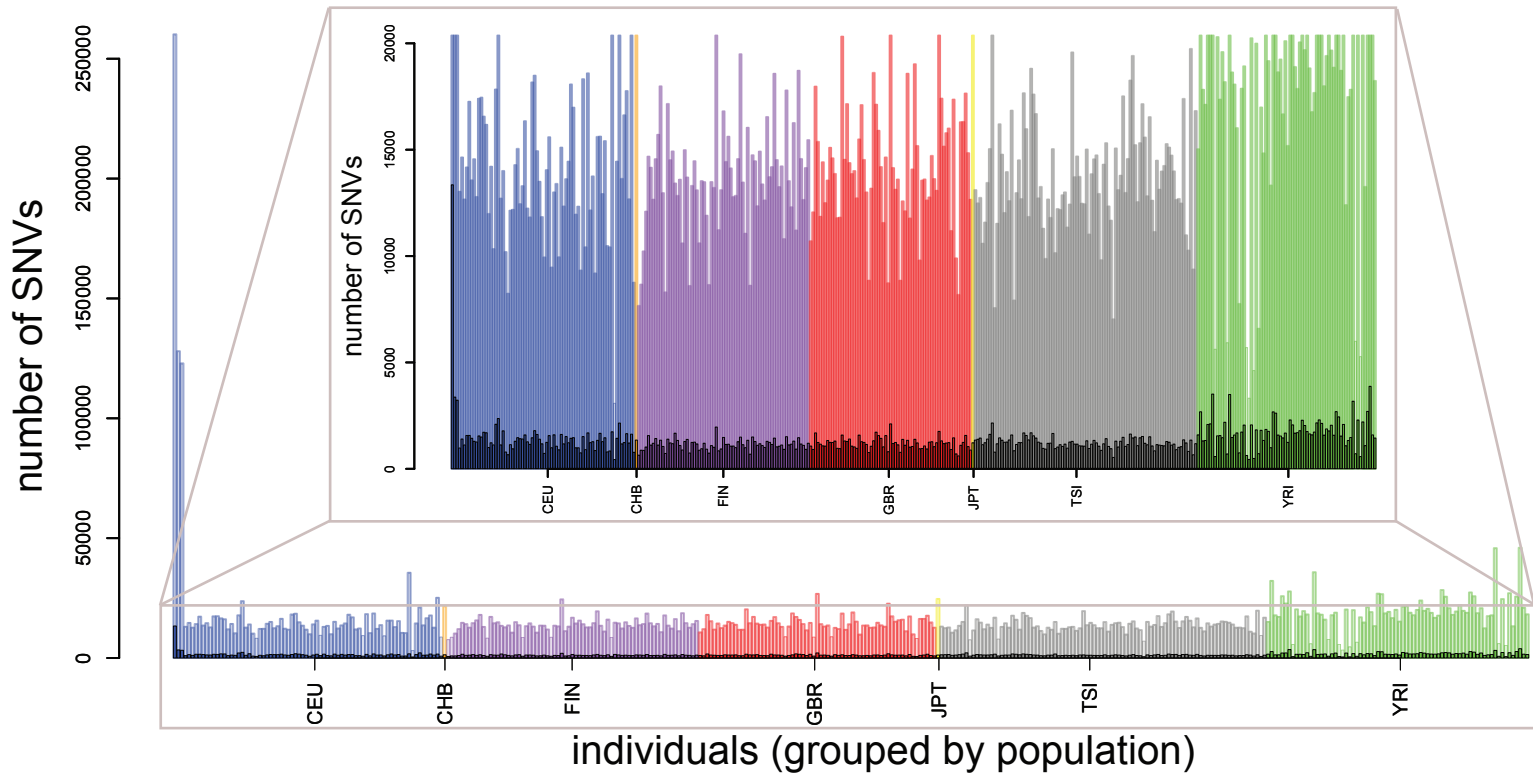 number of SNVs
250000
200000
150000
100000
50000
0
number of SNVs
20000
15000
10000
5000
0
CEU CHB FIN GBR JPT TSI YRI
CEU CHB FIN GBR JPT TSI YRI
individuals (grouped by population)